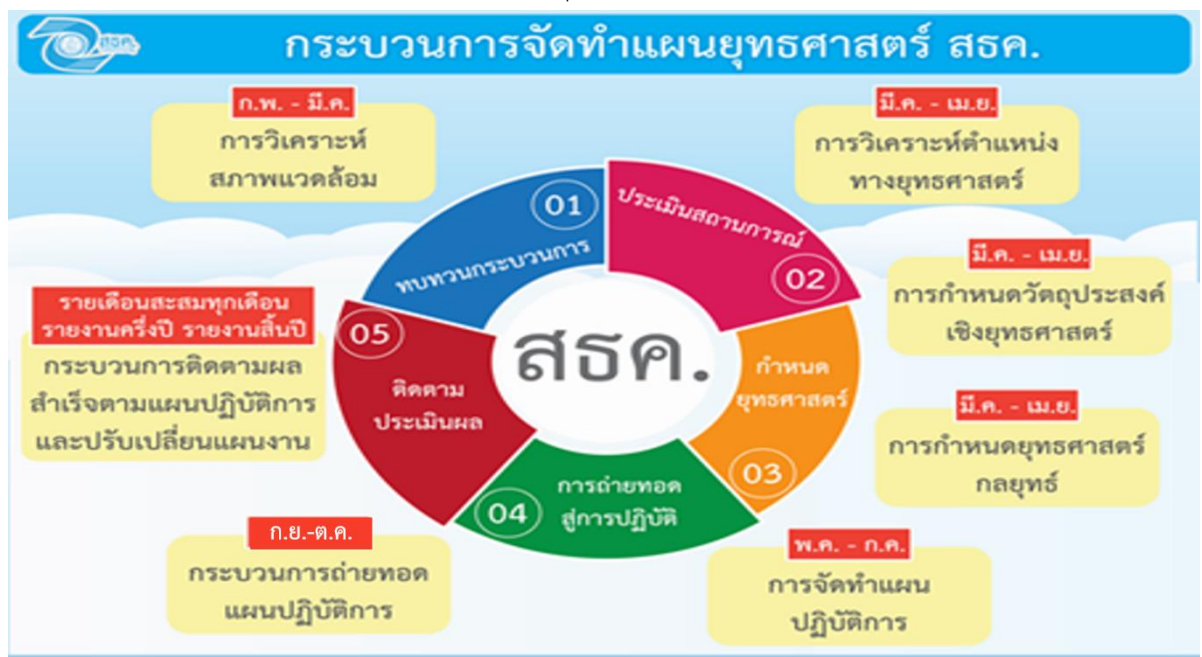 สธค.
กระบวนการจัดทำแผนยุทธศาสตร์ สธค.
ก.พ. - มี.ค.
การวิเคราะห์
สภาพแวดล้อม
มี.ค. - เม.ย.
การวิเคราะห์ตำแหน่ง
ทางยุทธศาสตร์
01
ทบทวนกระบวนการ
ประเมินสถานการณ์
02
มี.ค. - เม.ย.
การกำหนดวัตถุประสงค์
เชิงยุทธศาสตร์
รายเดือนสะสมทุกเดือน
รายงานครึ่งปี รายงานสิ้นปี
กระบวนการติดตามผล
สำเร็จตามแผนปฏิบัติการ
และปรับเปลี่ยนแผนงาน
05
ติดตาม
ประเมินผล
สธค.
กำหนด
ยุทธศาสตร์
03
มี.ค. - เม.ย.
การกำหนดยุทธศาสตร์
กลยุทธ์
04
การถ่ายทอด
สู่การปฏิบัติ
ก.ย.-ต.ค.
กระบวนการถ่ายทอด
แผนปฏิบัติการ
พ.ค. - ก.ค.
การจัดทำแผน
ปฏิบัติการ